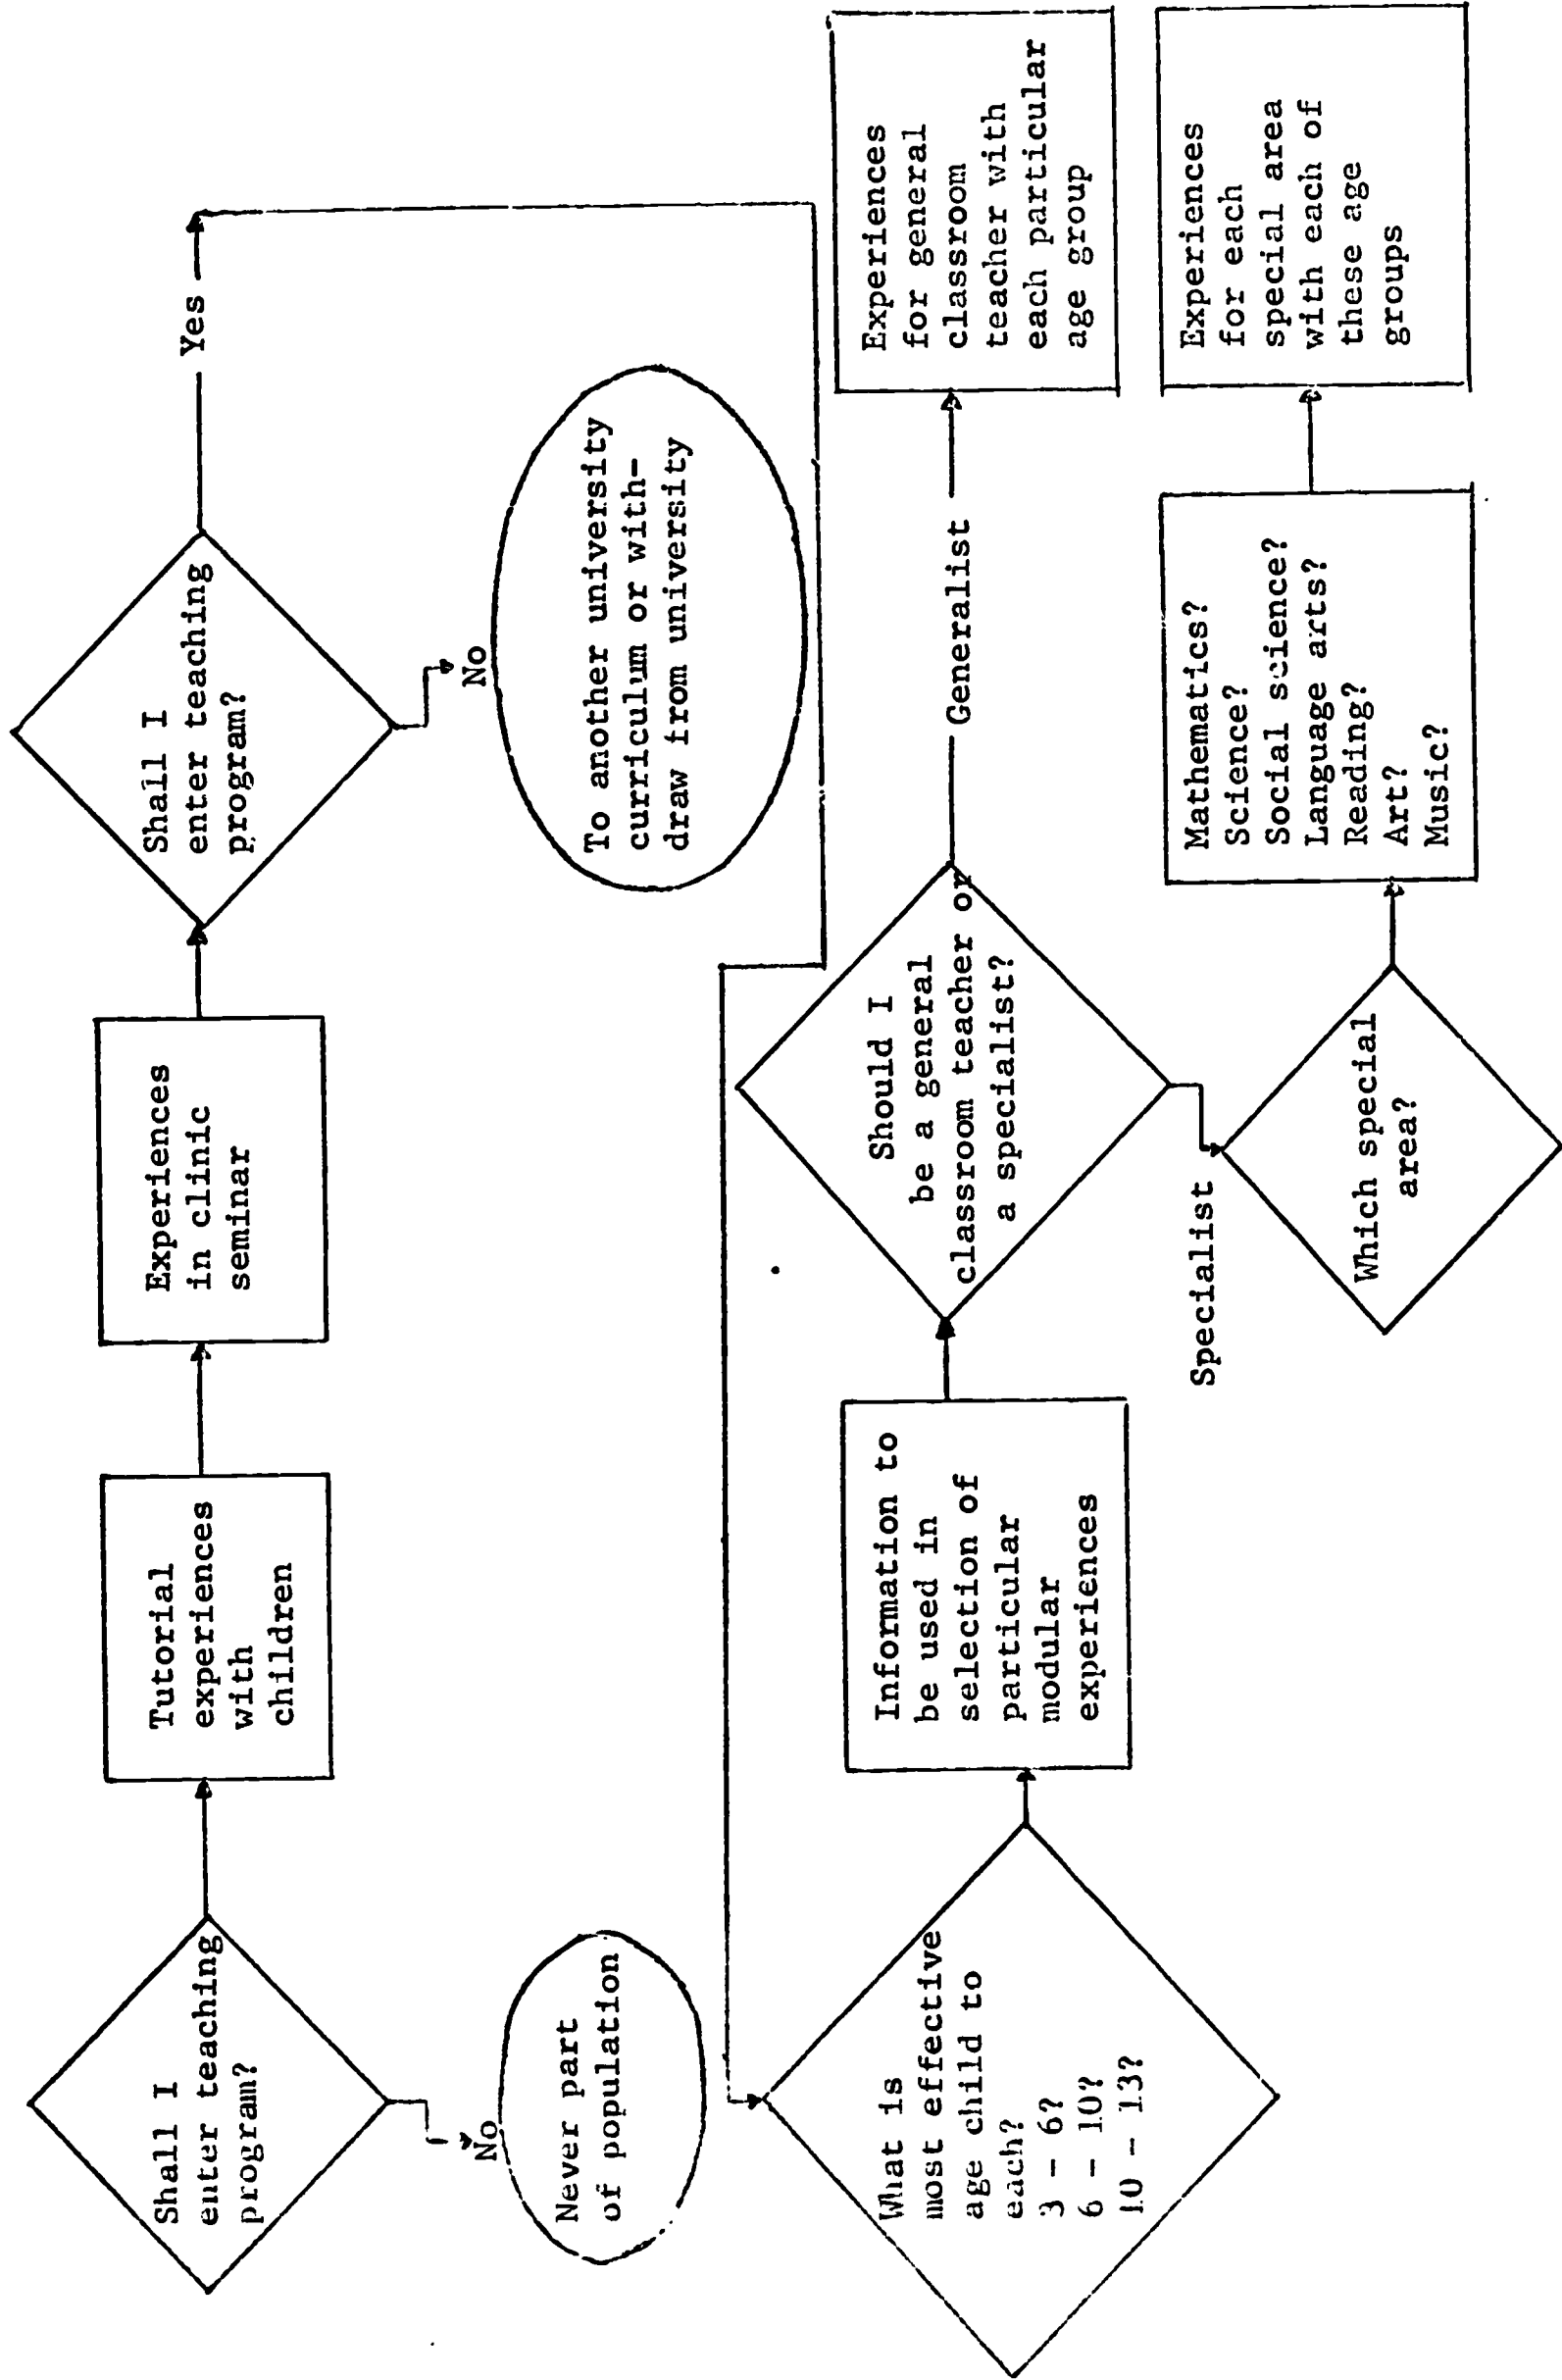 Shall I
enter teaching
program?
No
Never part
of population
Tutorial
experiences
with
children
Experiences
in clinic
seminar
Shall I
enter teaching
program?
Yes
No
To another university
curriculum or with-
draw from university
What is
most effective
age child to
each?
3 - 6?
6 - 10?
10 - 13?
Information to
be used in
selection of
particular
modular
experiences
Should I
be a general
classroom teacher or
a specialist?
Generalist
Experiences
for general
classroom
teacher with
each particular
age group
Specialist
Which special
area?
Mathematics?
Science?
Social science?
Language arts?
Reading?
Art?
Music?
Experiences
for each
special area
with each of
these age
groups